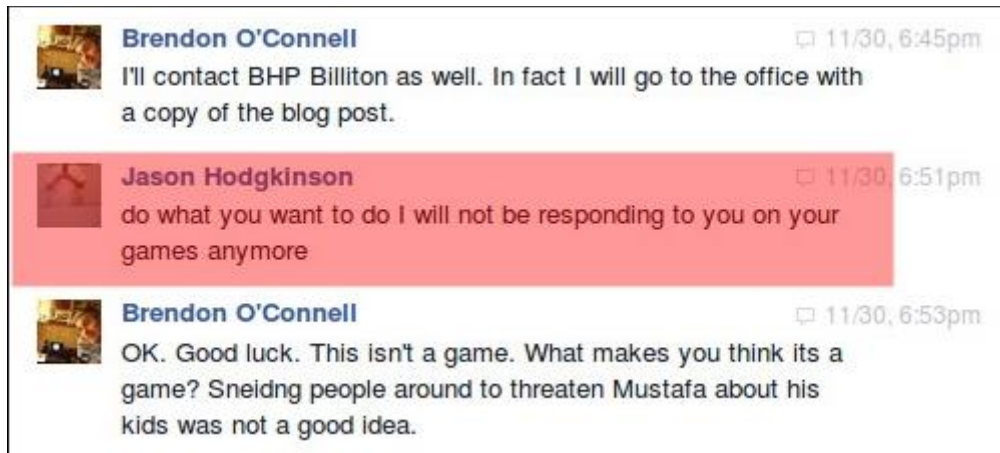 Brendon O'Connell 11/30, 6:45pm
I'll contact BHP Billiton as well. In fact I will go to the office with
a copy of the blog post.
Jason Hodgkinson 11/30, 6:51pm
do what you want to do I will not be responding to you on your
games anymore
Brendon O'Connell 11/30, 6:53pm
OK. Good luck. This isn't a game. What makes you think its a
game? Sneidng people around to threaten Mustafa about his
kids was not a good idea.